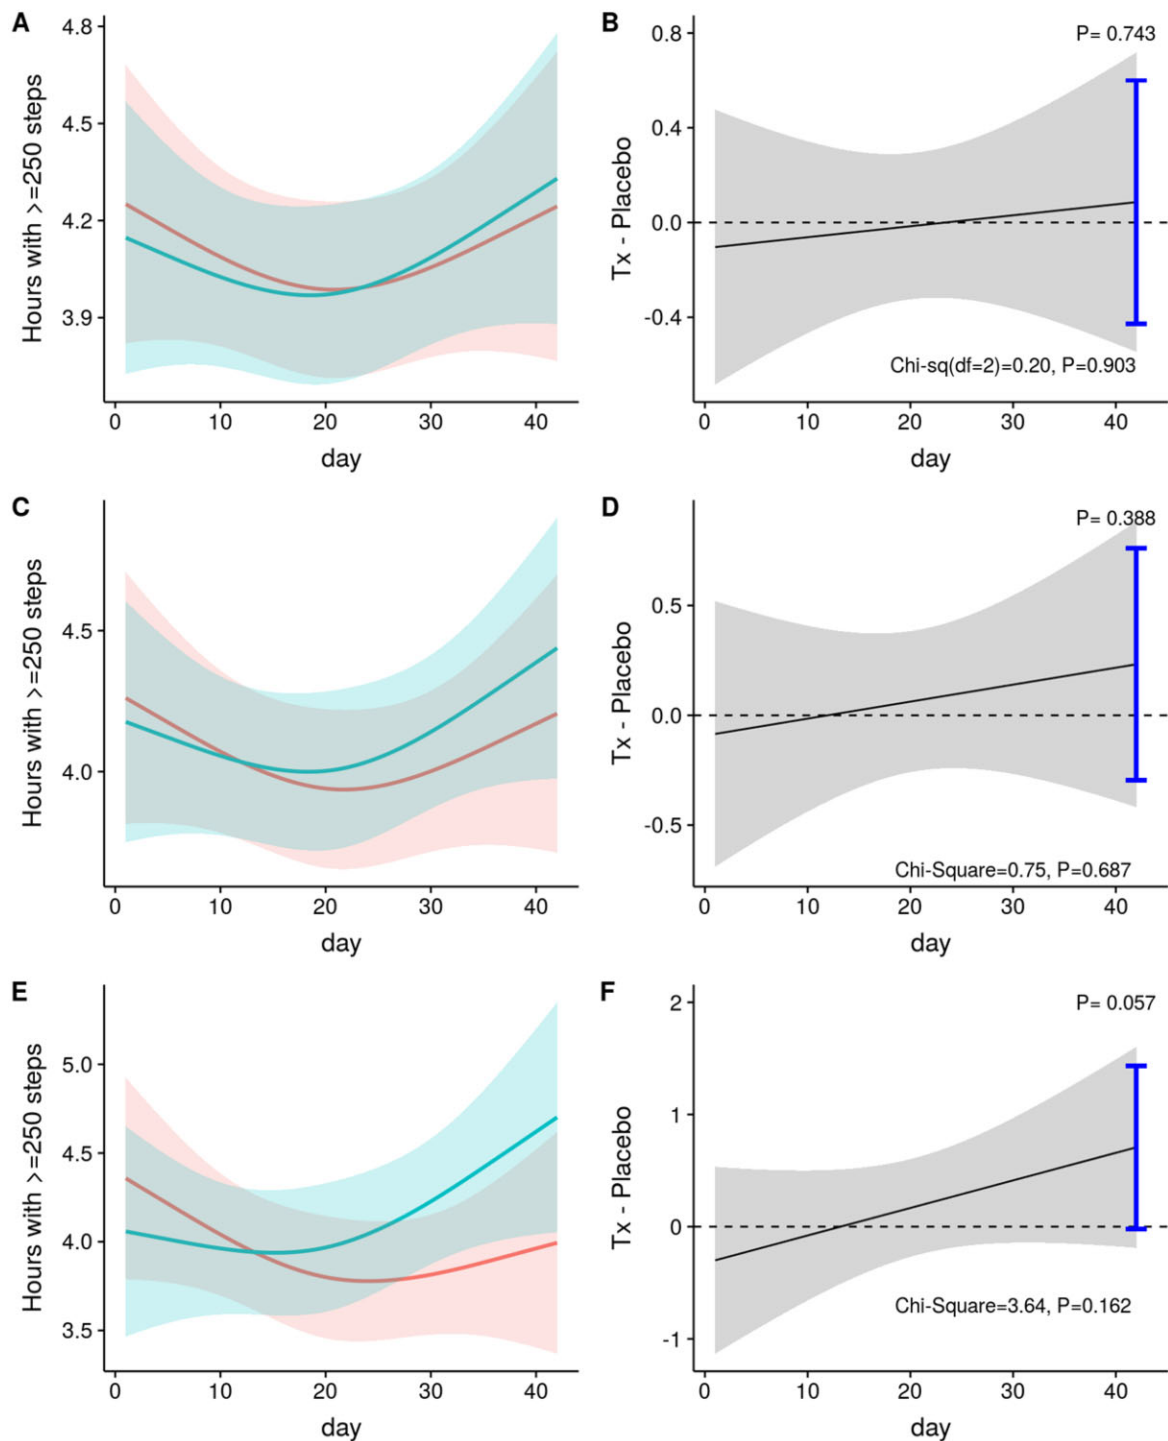 A
Hours with >=250 steps
4.8
4.5
4.2
3.9
0 10 20 30 40
day
B
Tx - Placebo
0.8
0.4
0.0
-0.4
P= 0.743
Chi-sq(df=2)=0.20, P=0.903
0 10 20 30 40
day
C
Hours with >=250 steps
4.5
4.0
0 10 20 30 40
day
D
Tx - Placebo
0.5
0.0
-0.5
P= 0.388
Chi-Square=0.75, P=0.687
0 10 20 30 40
day
E
Hours with >=250 steps
5.0
4.5
4.0
3.5
0 10 20 30 40
day
F
Tx - Placebo
2
1
0
-1
P= 0.057
Chi-Square=3.64, P=0.162
0 10 20 30 40
day